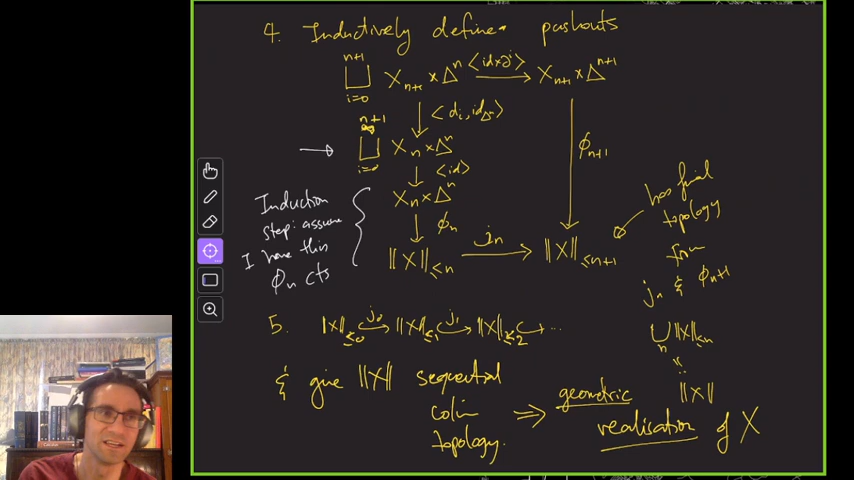 4. Inductively define pushouts
n+1
⨆ X_{n+1} × Δ^n ⟨id×∂^i⟩ X_{n+1} × Δ^{n+1}
i=0
⟨d_i, id_{Δ^n}⟩
n+1
→ ⨆ X_n × Δ^n
i=0
ϕ_{n+1}
⟨id⟩
X_n × Δ^n
Induction
step: assume
I have this
ϕ_n cts
ϕ_n
‖X‖_{≤n} j_n → ‖X‖_{≤n+1}
has final
topology
from
j_n & ϕ_{n+1}
5. ‖X‖_{≤0} j_0 ↪ ‖X‖_{≤1} j_1 ↪ ‖X‖_{≤2} ↪ ...
⋃_n ‖X‖_{≤n}
=:
‖X‖
& give ‖X‖ sequential
colim
topology.
⇒ geometric
realisation of X